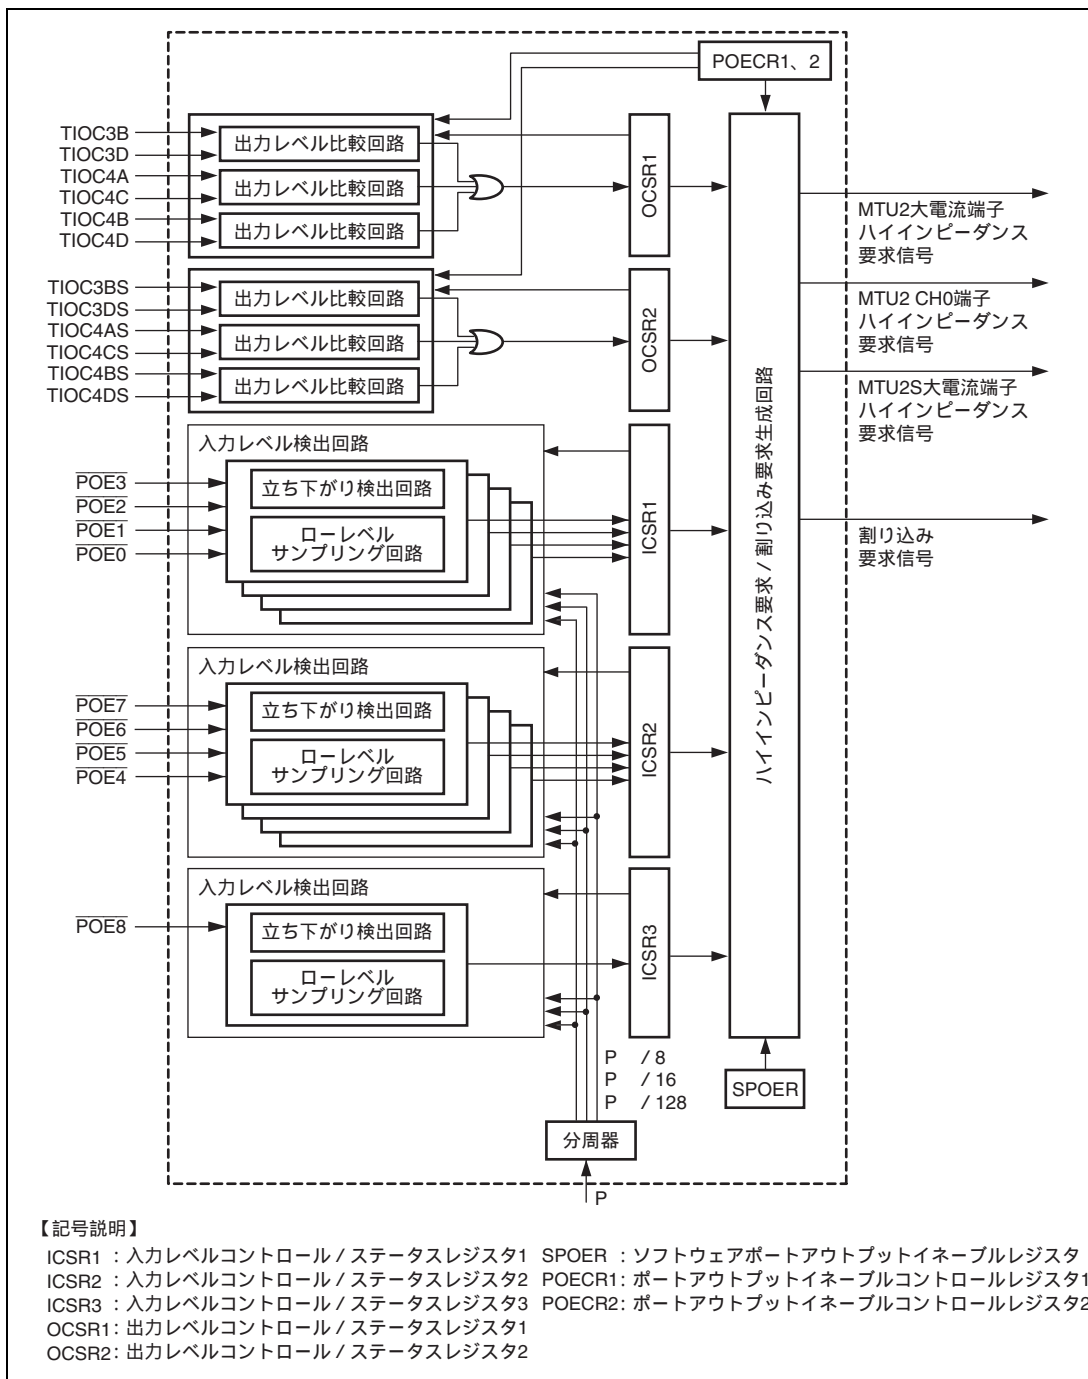 POECR1、2
TIOC3B
TIOC3D
TIOC4A
TIOC4C
TIOC4B
TIOC4D
出力レベル比較回路
出力レベル比較回路
出力レベル比較回路
OCSR1
TIOC3BS
TIOC3DS
TIOC4AS
TIOC4CS
TIOC4BS
TIOC4DS
出力レベル比較回路
出力レベル比較回路
出力レベル比較回路
OCSR2
入力レベル検出回路
POE3
POE2
POE1
POE0
立ち下がり検出回路
ローレベル
サンプリング回路
ICSR1
入力レベル検出回路
POE7
POE6
POE5
POE4
立ち下がり検出回路
ローレベル
サンプリング回路
ICSR2
入力レベル検出回路
POE8
立ち下がり検出回路
ローレベル
サンプリング回路
ICSR3
ハイインピーダンス要求 / 割り込み要求生成回路
MTU2大電流端子
ハイインピーダンス
要求信号
MTU2 CH0端子
ハイインピーダンス
要求信号
MTU2S大電流端子
ハイインピーダンス
要求信号
割り込み
要求信号
P /8
P /16
P /128
SPOER
分周器
P
【記号説明】
ICSR1 : 入力レベルコントロール / ステータスレジスタ1 SPOER : ソフトウェアポートアウトプットイネーブルレジスタ
ICSR2 : 入力レベルコントロール / ステータスレジスタ2 POECR1: ポートアウトプットイネーブルコントロールレジスタ1
ICSR3 : 入力レベルコントロール / ステータスレジスタ3 POECR2: ポートアウトプットイネーブルコントロールレジスタ2
OCSR1: 出力レベルコントロール / ステータスレジスタ1
OCSR2: 出力レベルコントロール / ステータスレジスタ2